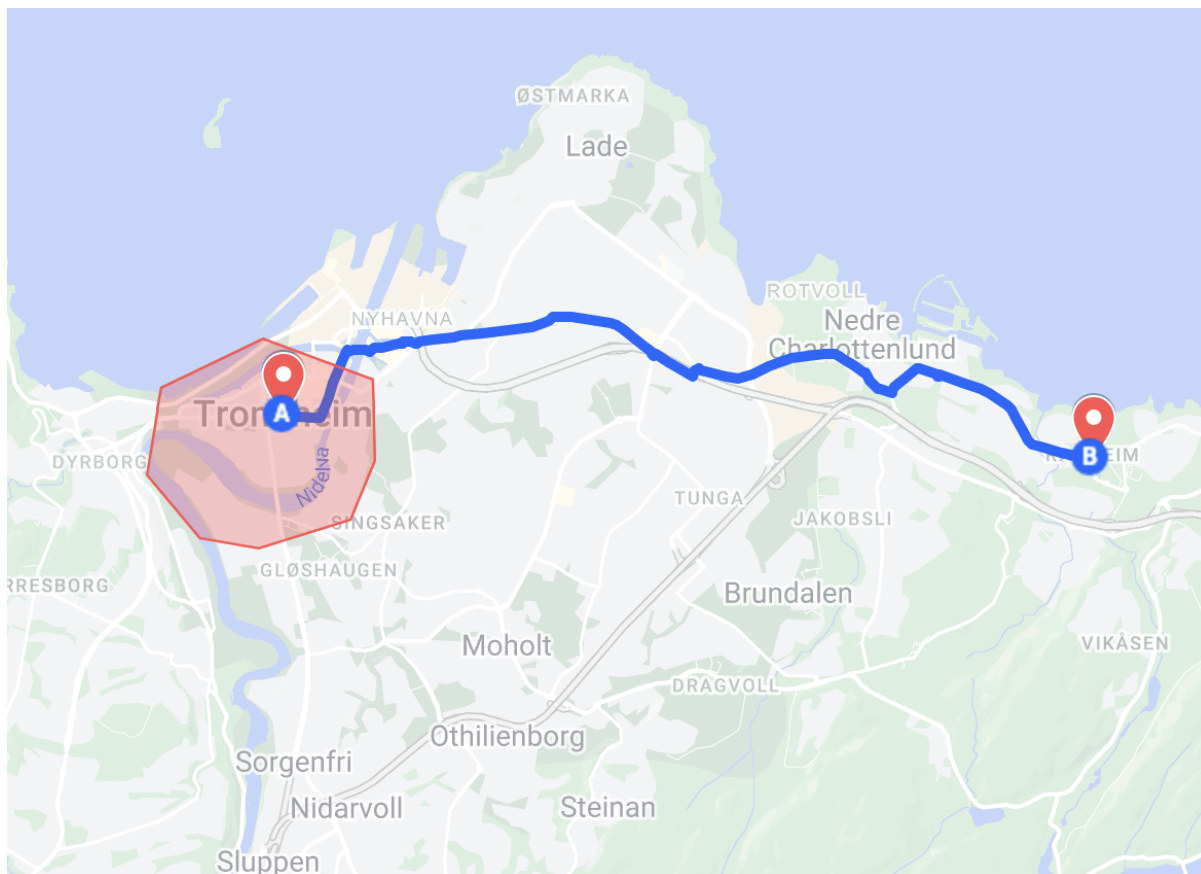 ØSTMARKA
Lade
ROTVOLL
NYHAVNA
Nedre
Charlottenlund
A
DYRBORG
B
Nidelva
TUNGA
SINGSAKER
JAKOBSLI
GLØSHAUGEN
RRESBORG
Brundalen
Moholt
VIKÅSEN
DRAGVOLL
Othilienborg
Sorgenfri
Nidarvoll
Steinan
Sluppen